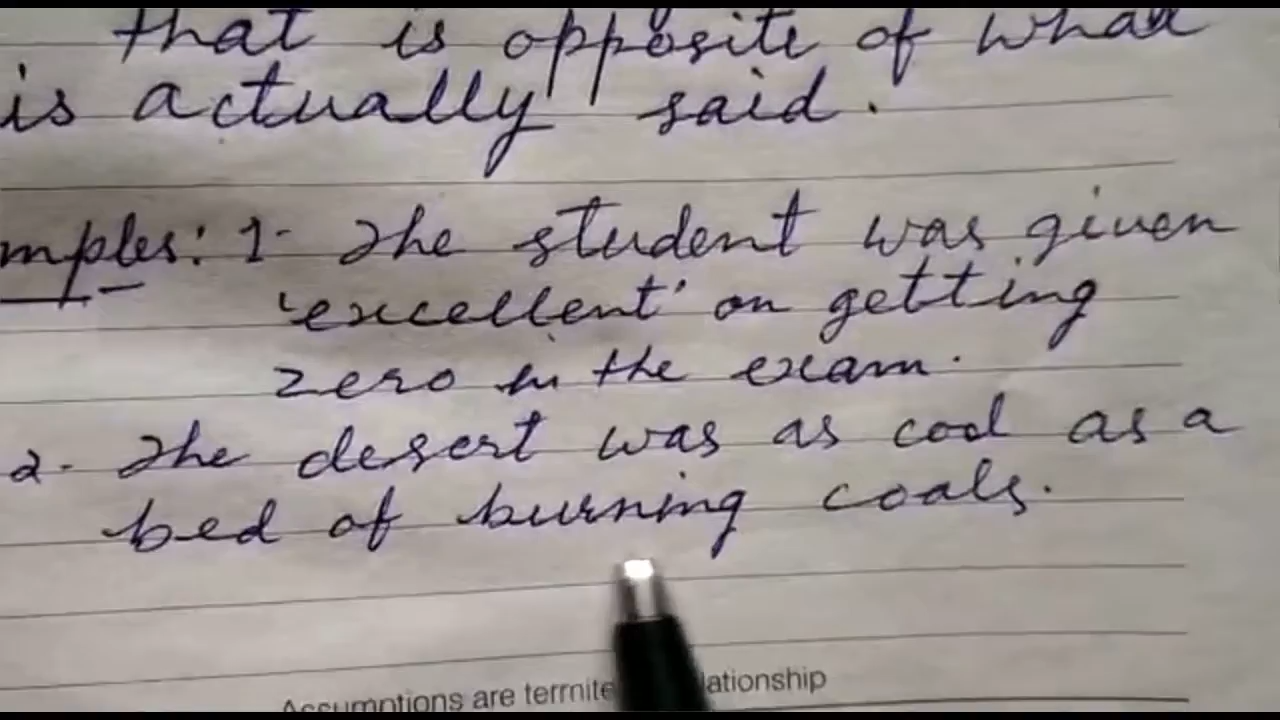 that is opposite of what
is actually said.
mples: 1- The student was given
'excellent' on getting
zero in the exam.
2- The desert was as cool as a
bed of burning coals.
Assumptions are termite lationship